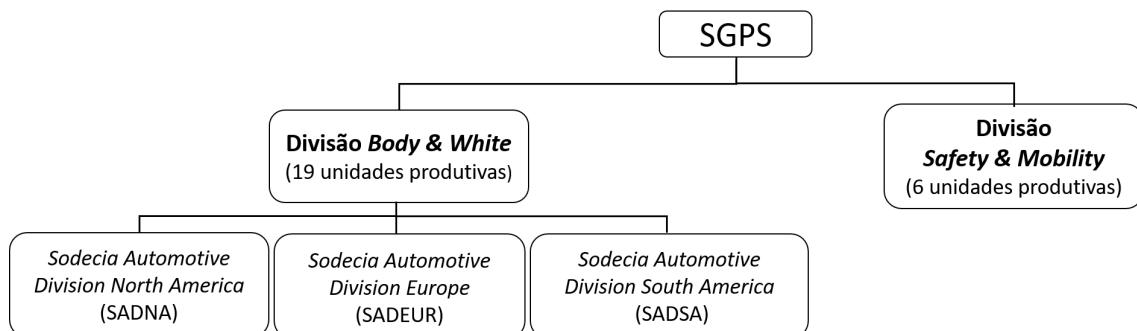 SGPS
Divisão Body & White
(19 unidades produtivas)
Divisão
Safety & Mobility
(6 unidades produtivas)
Sodecia Automotive
Division North America
(SADNA)
Sodecia Automotive
Division Europe
(SADEUR)
Sodecia Automotive
Division South America
(SADSA)